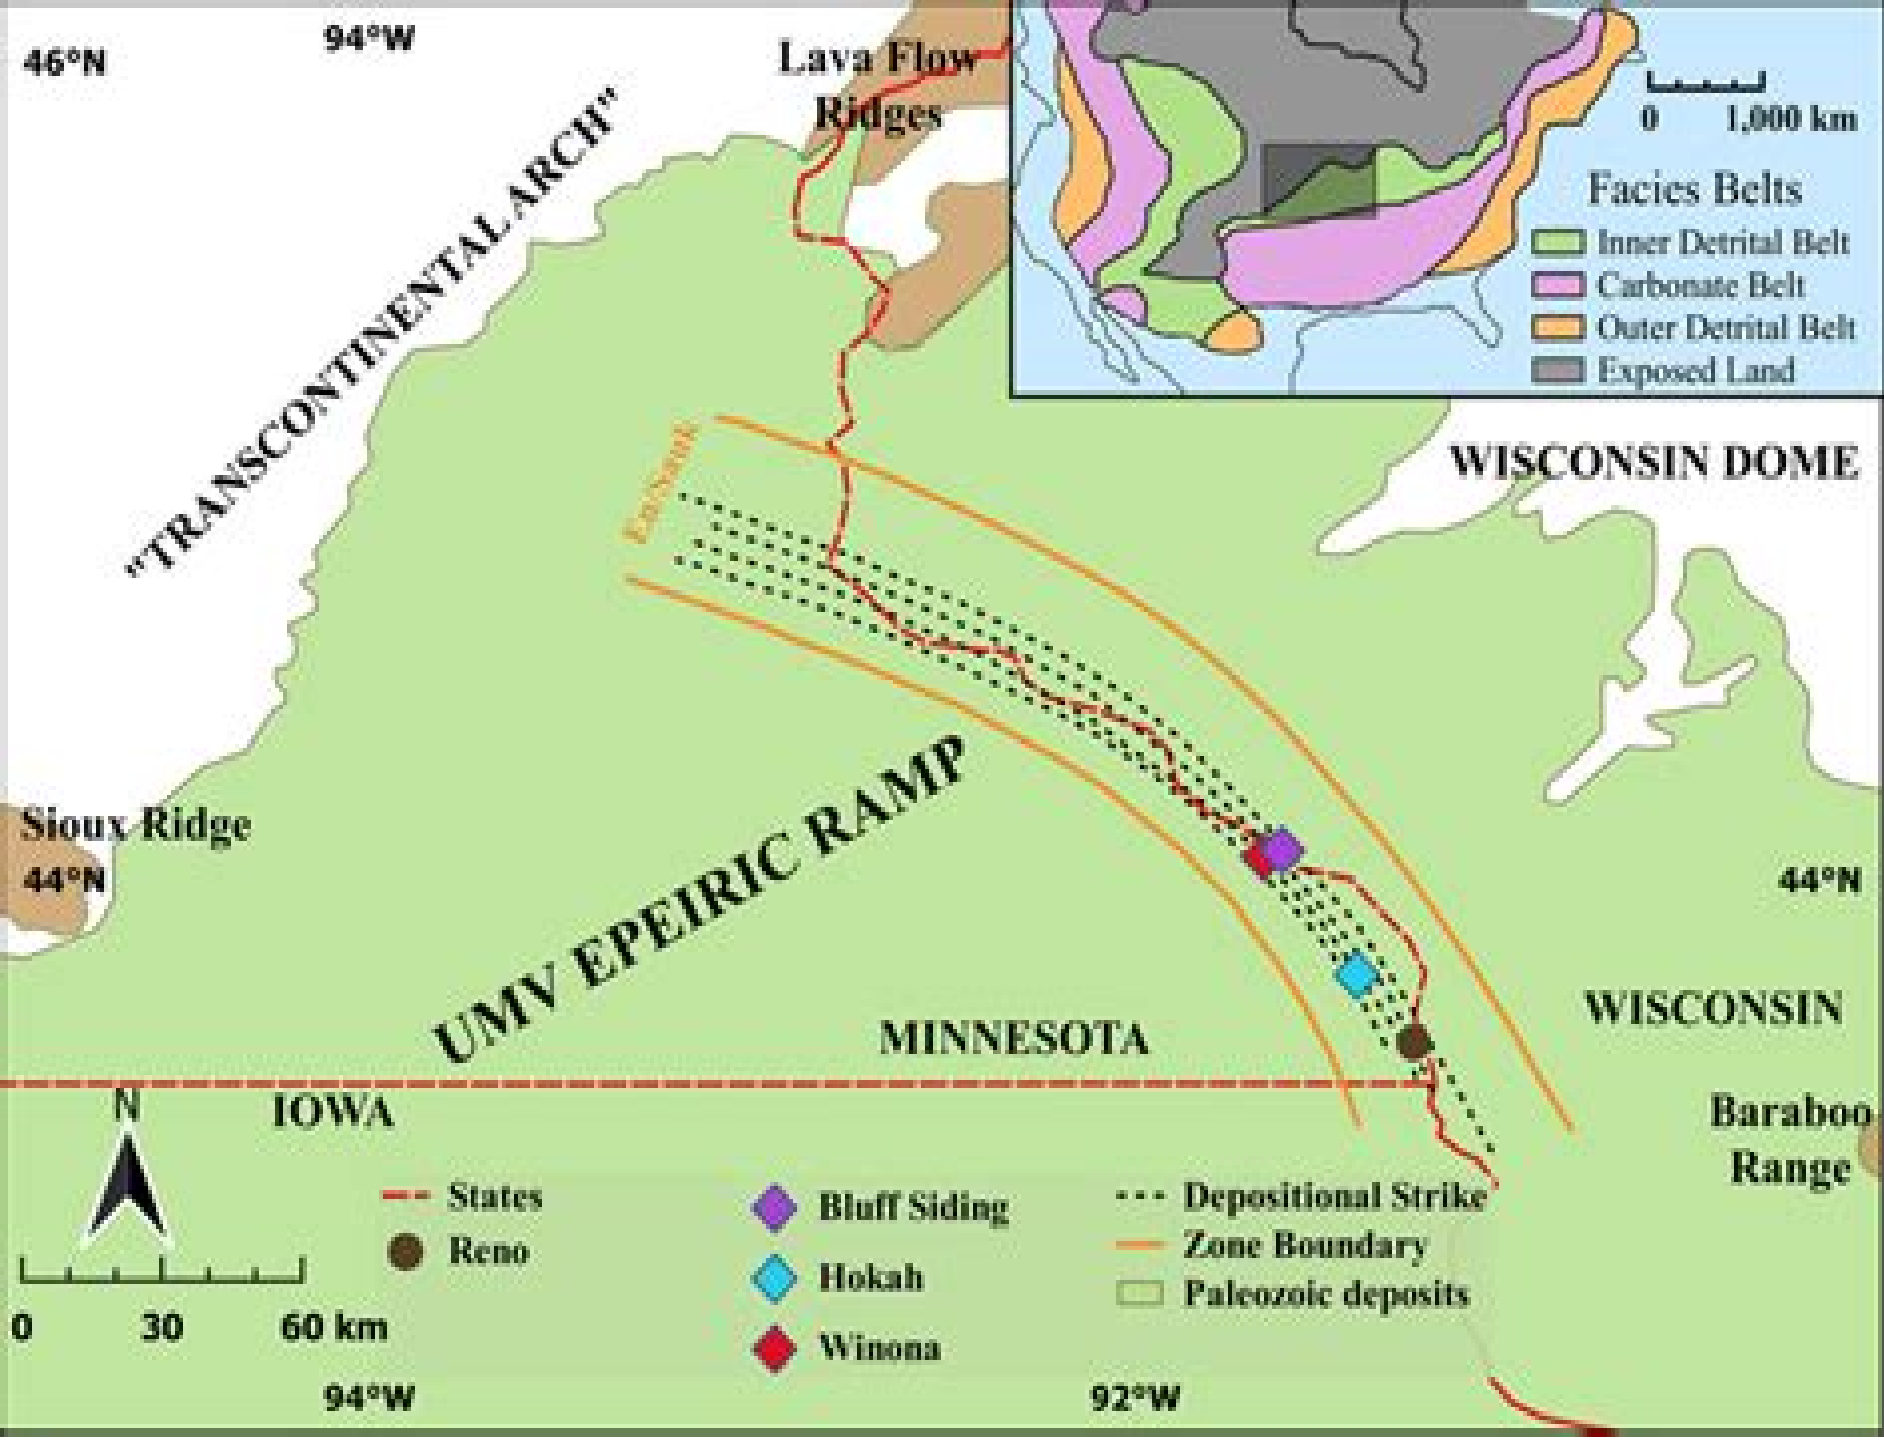 46°N
94°W
Lava Flow
Ridges
"TRANSCONTINENTAL ARCH"
0 1,000 km
Facies Belts
Inner Detrital Belt
Carbonate Belt
Outer Detrital Belt
Exposed Land
WISCONSIN DOME
Sioux Ridge
44°N
44°N
UMV EPEIRIC RAMP
WISCONSIN
MINNESOTA
IOWA
Baraboo
Range
N
0 30 60 km
States
Reno
Bluff Siding
Hokah
Winona
Depositional Strike
Zone Boundary
Paleozoic deposits
94°W
92°W